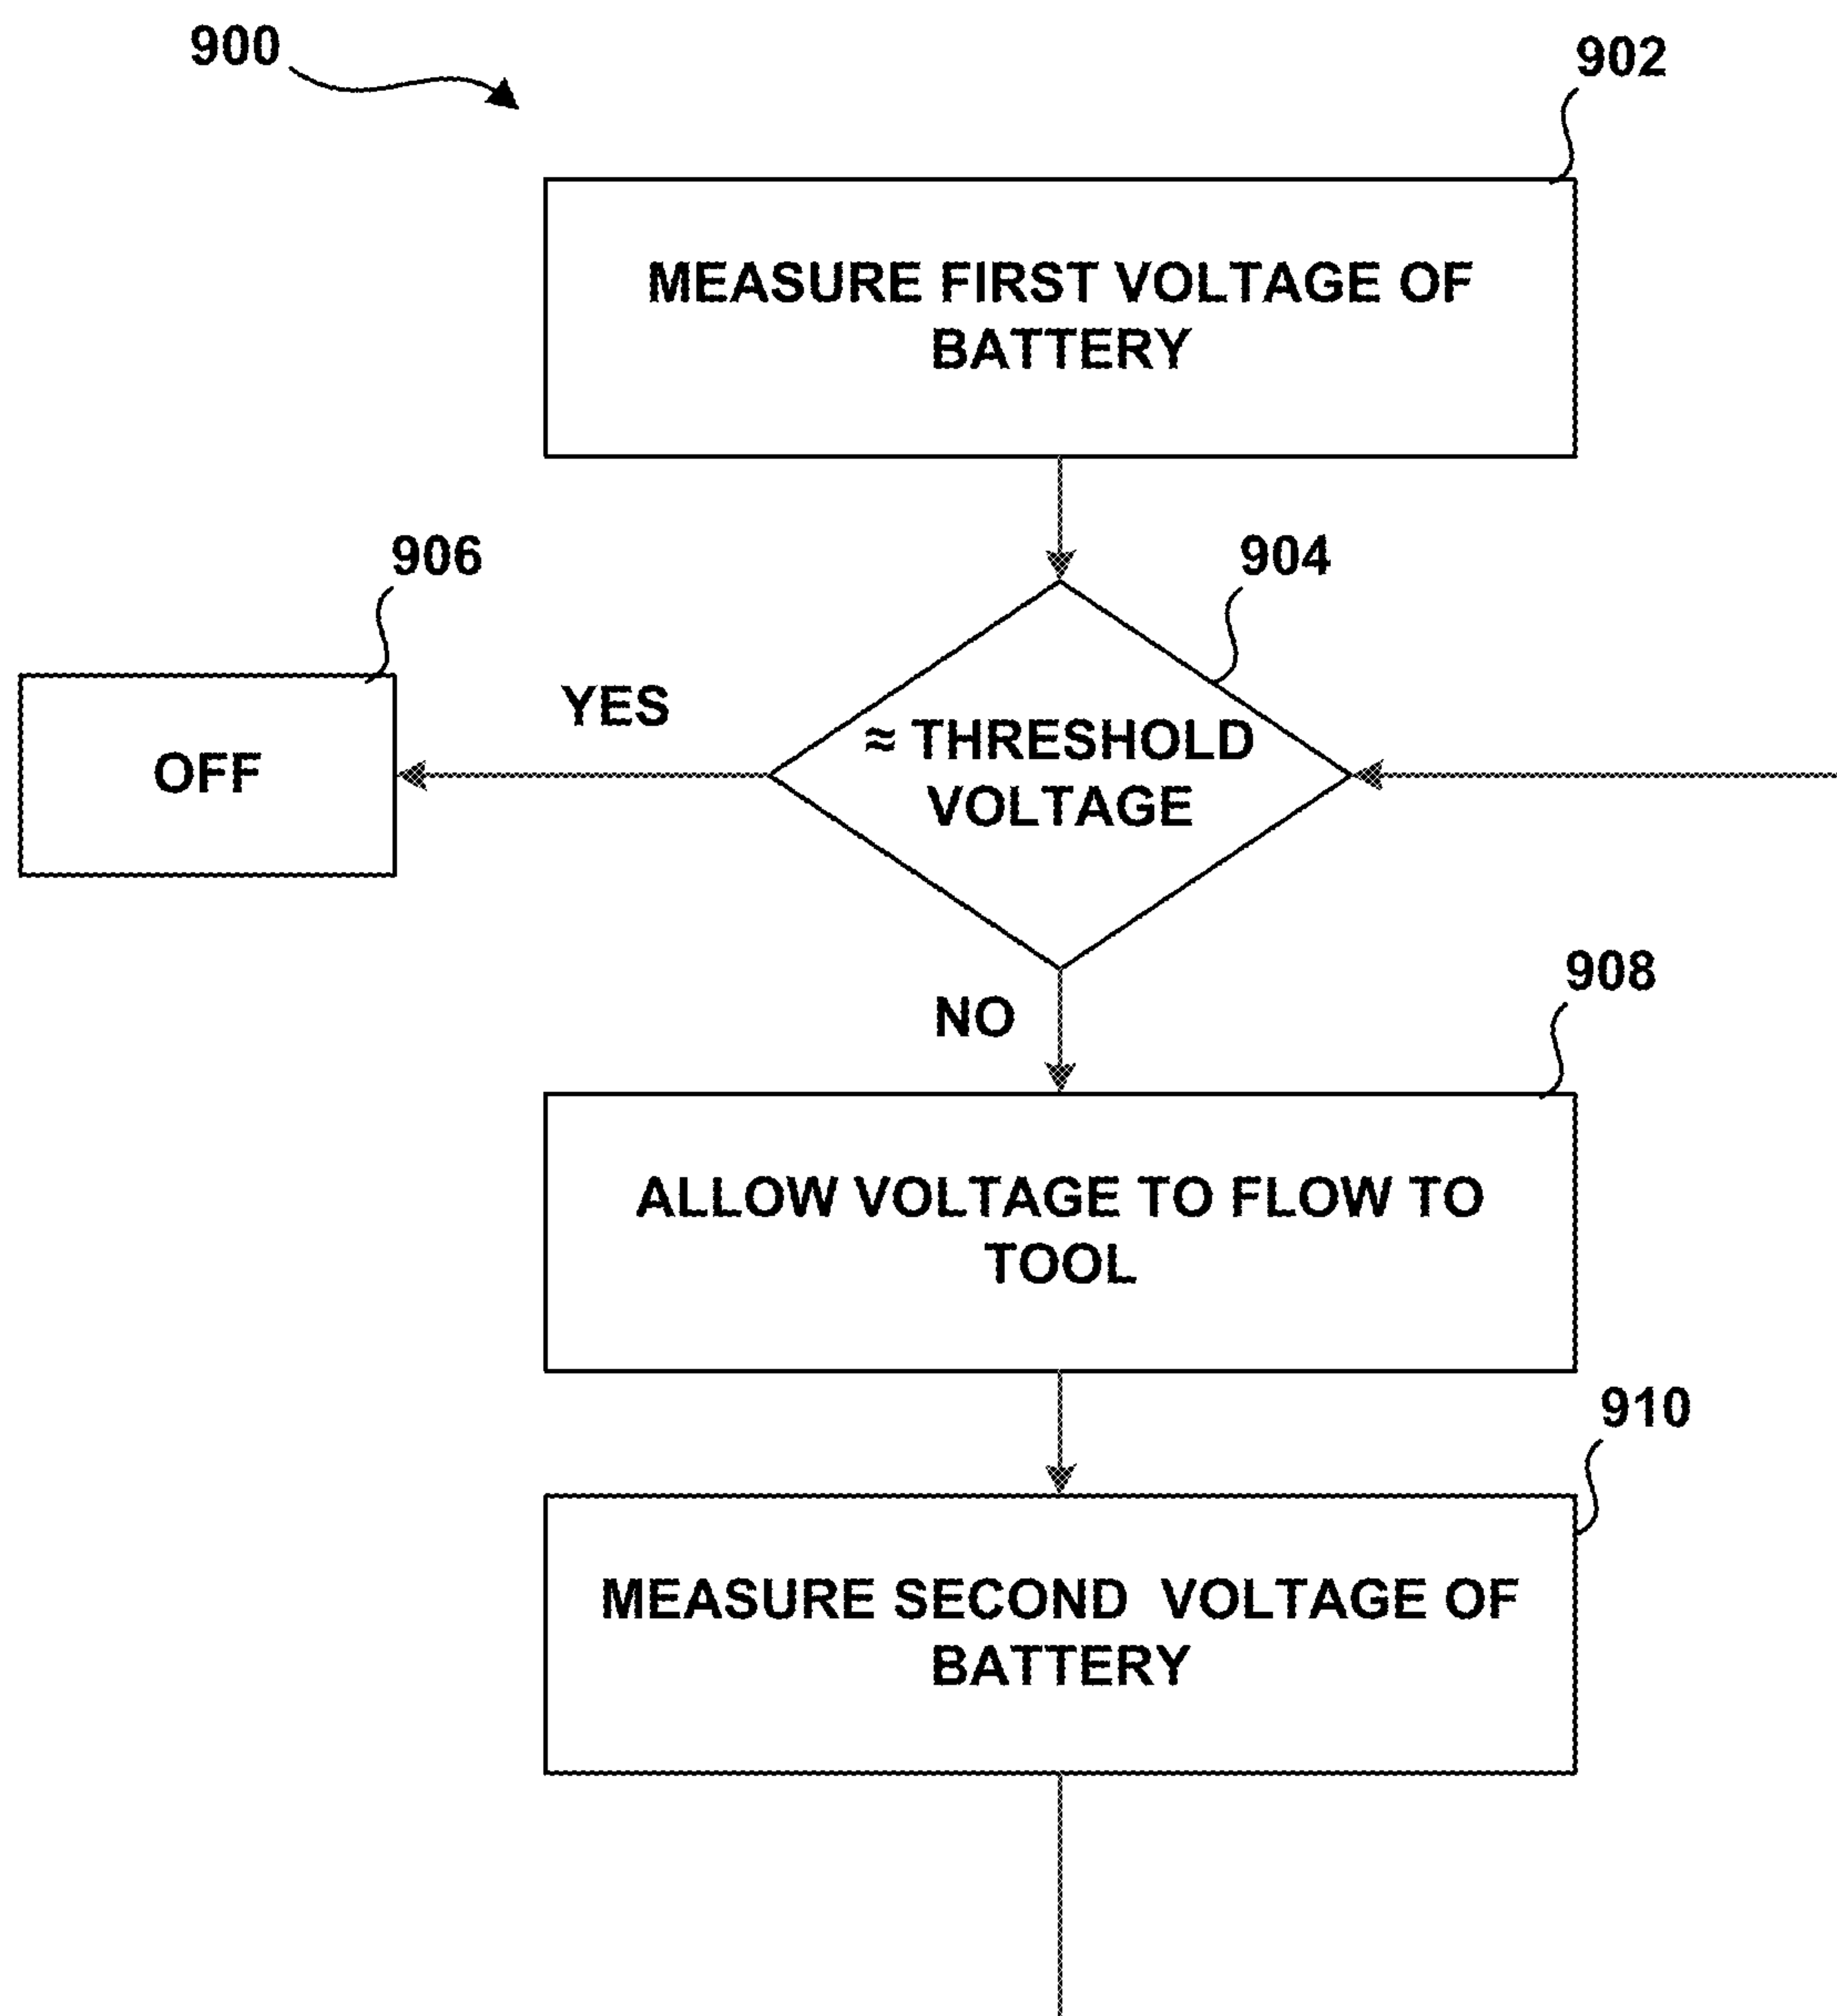 900
902
MEASURE FIRST VOLTAGE OF
BATTERY
906
904
YES
OFF
≈ THRESHOLD
VOLTAGE
NO
908
ALLOW VOLTAGE TO FLOW TO
TOOL
910
MEASURE SECOND VOLTAGE OF
BATTERY